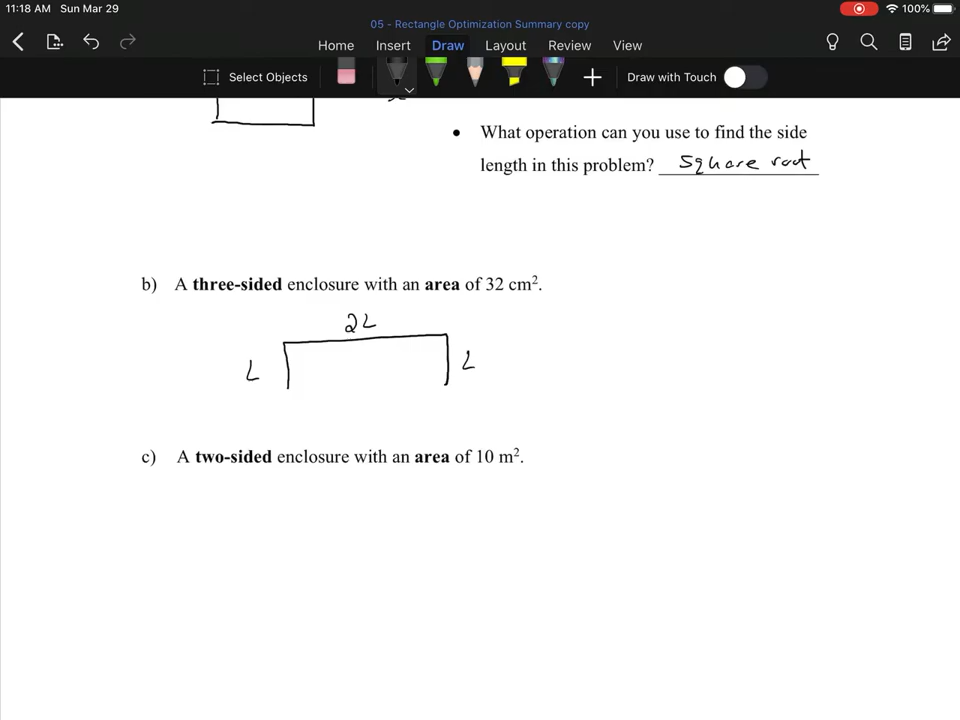 11:18 AM Sun Mar 29
100%
05 - Rectangle Optimization Summary copy
Home Insert Draw Layout Review View
Select Objects
Draw with Touch
• What operation can you use to find the side
length in this problem? Square root
b) A three-sided enclosure with an area of 32 cm².
2L
L L
c) A two-sided enclosure with an area of 10 m².